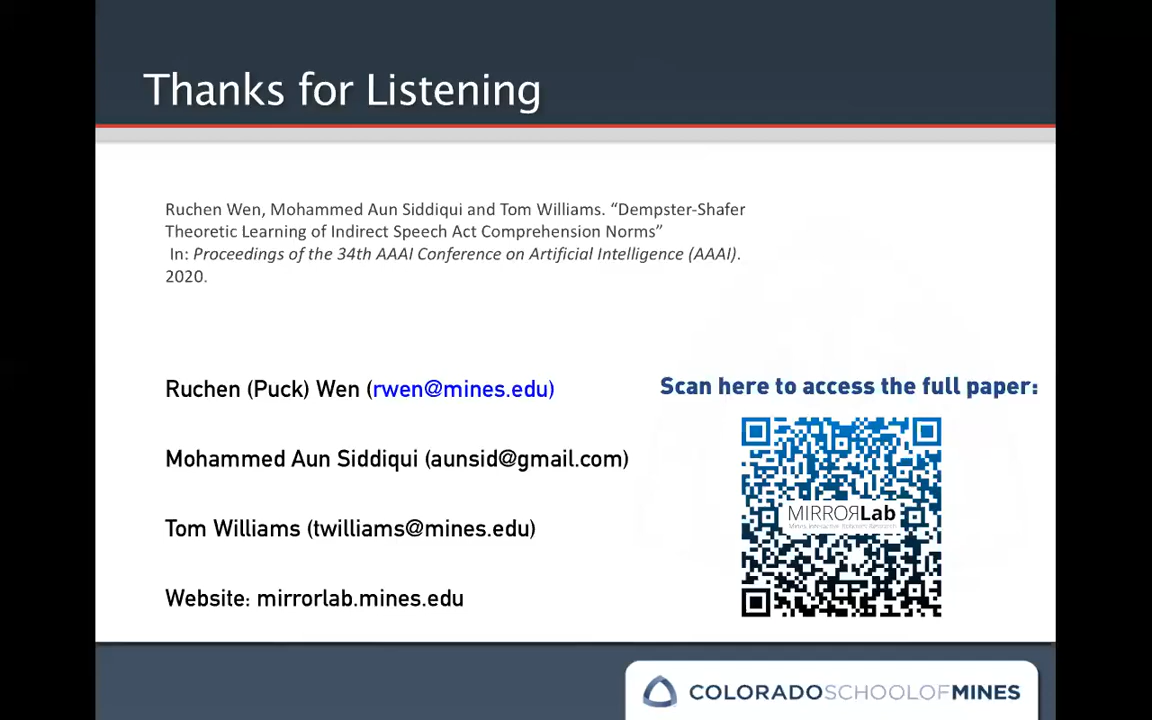 Thanks for Listening
Ruchen Wen, Mohammed Aun Siddiqui and Tom Williams. “Dempster-Shafer
Theoretic Learning of Indirect Speech Act Comprehension Norms”
In: Proceedings of the 34th AAAI Conference on Artificial Intelligence (AAAI).
2020.
Ruchen (Puck) Wen (rwen@mines.edu)
Mohammed Aun Siddiqui (aunsid@gmail.com)
Tom Williams (twilliams@mines.edu)
Website: mirrorlab.mines.edu
Scan here to access the full paper:
MIRRORLab
COLORADOSCHOOLOFMINES